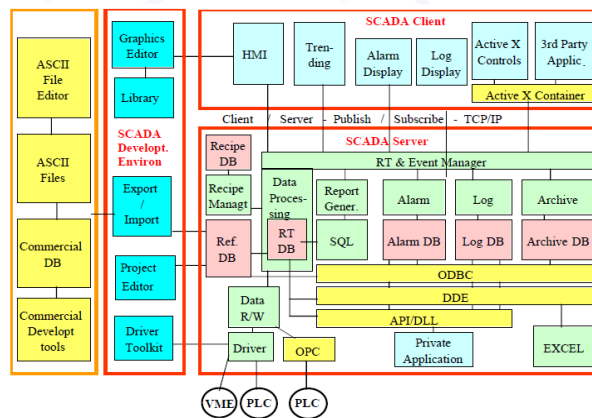 ASCII
File
Editor
ASCII
Files
Commercial
DB
Commercial
Developt
tools
Graphics
Editor
Library
SCADA
Developt.
Environ
Export
/
Import
Project
Editor
Driver
Toolkit
SCADA Client
HMI
Tren-
ding
Alarm
Display
Log
Display
Active X
Controls
3rd Party
Applic.
Active X Container
Client / Server - Publish / Subscribe - TCP/IP
SCADA Server
Recipe
DB
RT & Event Manager
Recipe
Managt
Data
Proces-
sing
Report
Gener.
Alarm
Log
Archive
Ref.
DB
RT
DB
SQL
Alarm DB
Log DB
Archive DB
ODBC
DDE
Data
R/W
API/DLL
Driver
OPC
Private
Application
EXCEL
VME
PLC
PLC